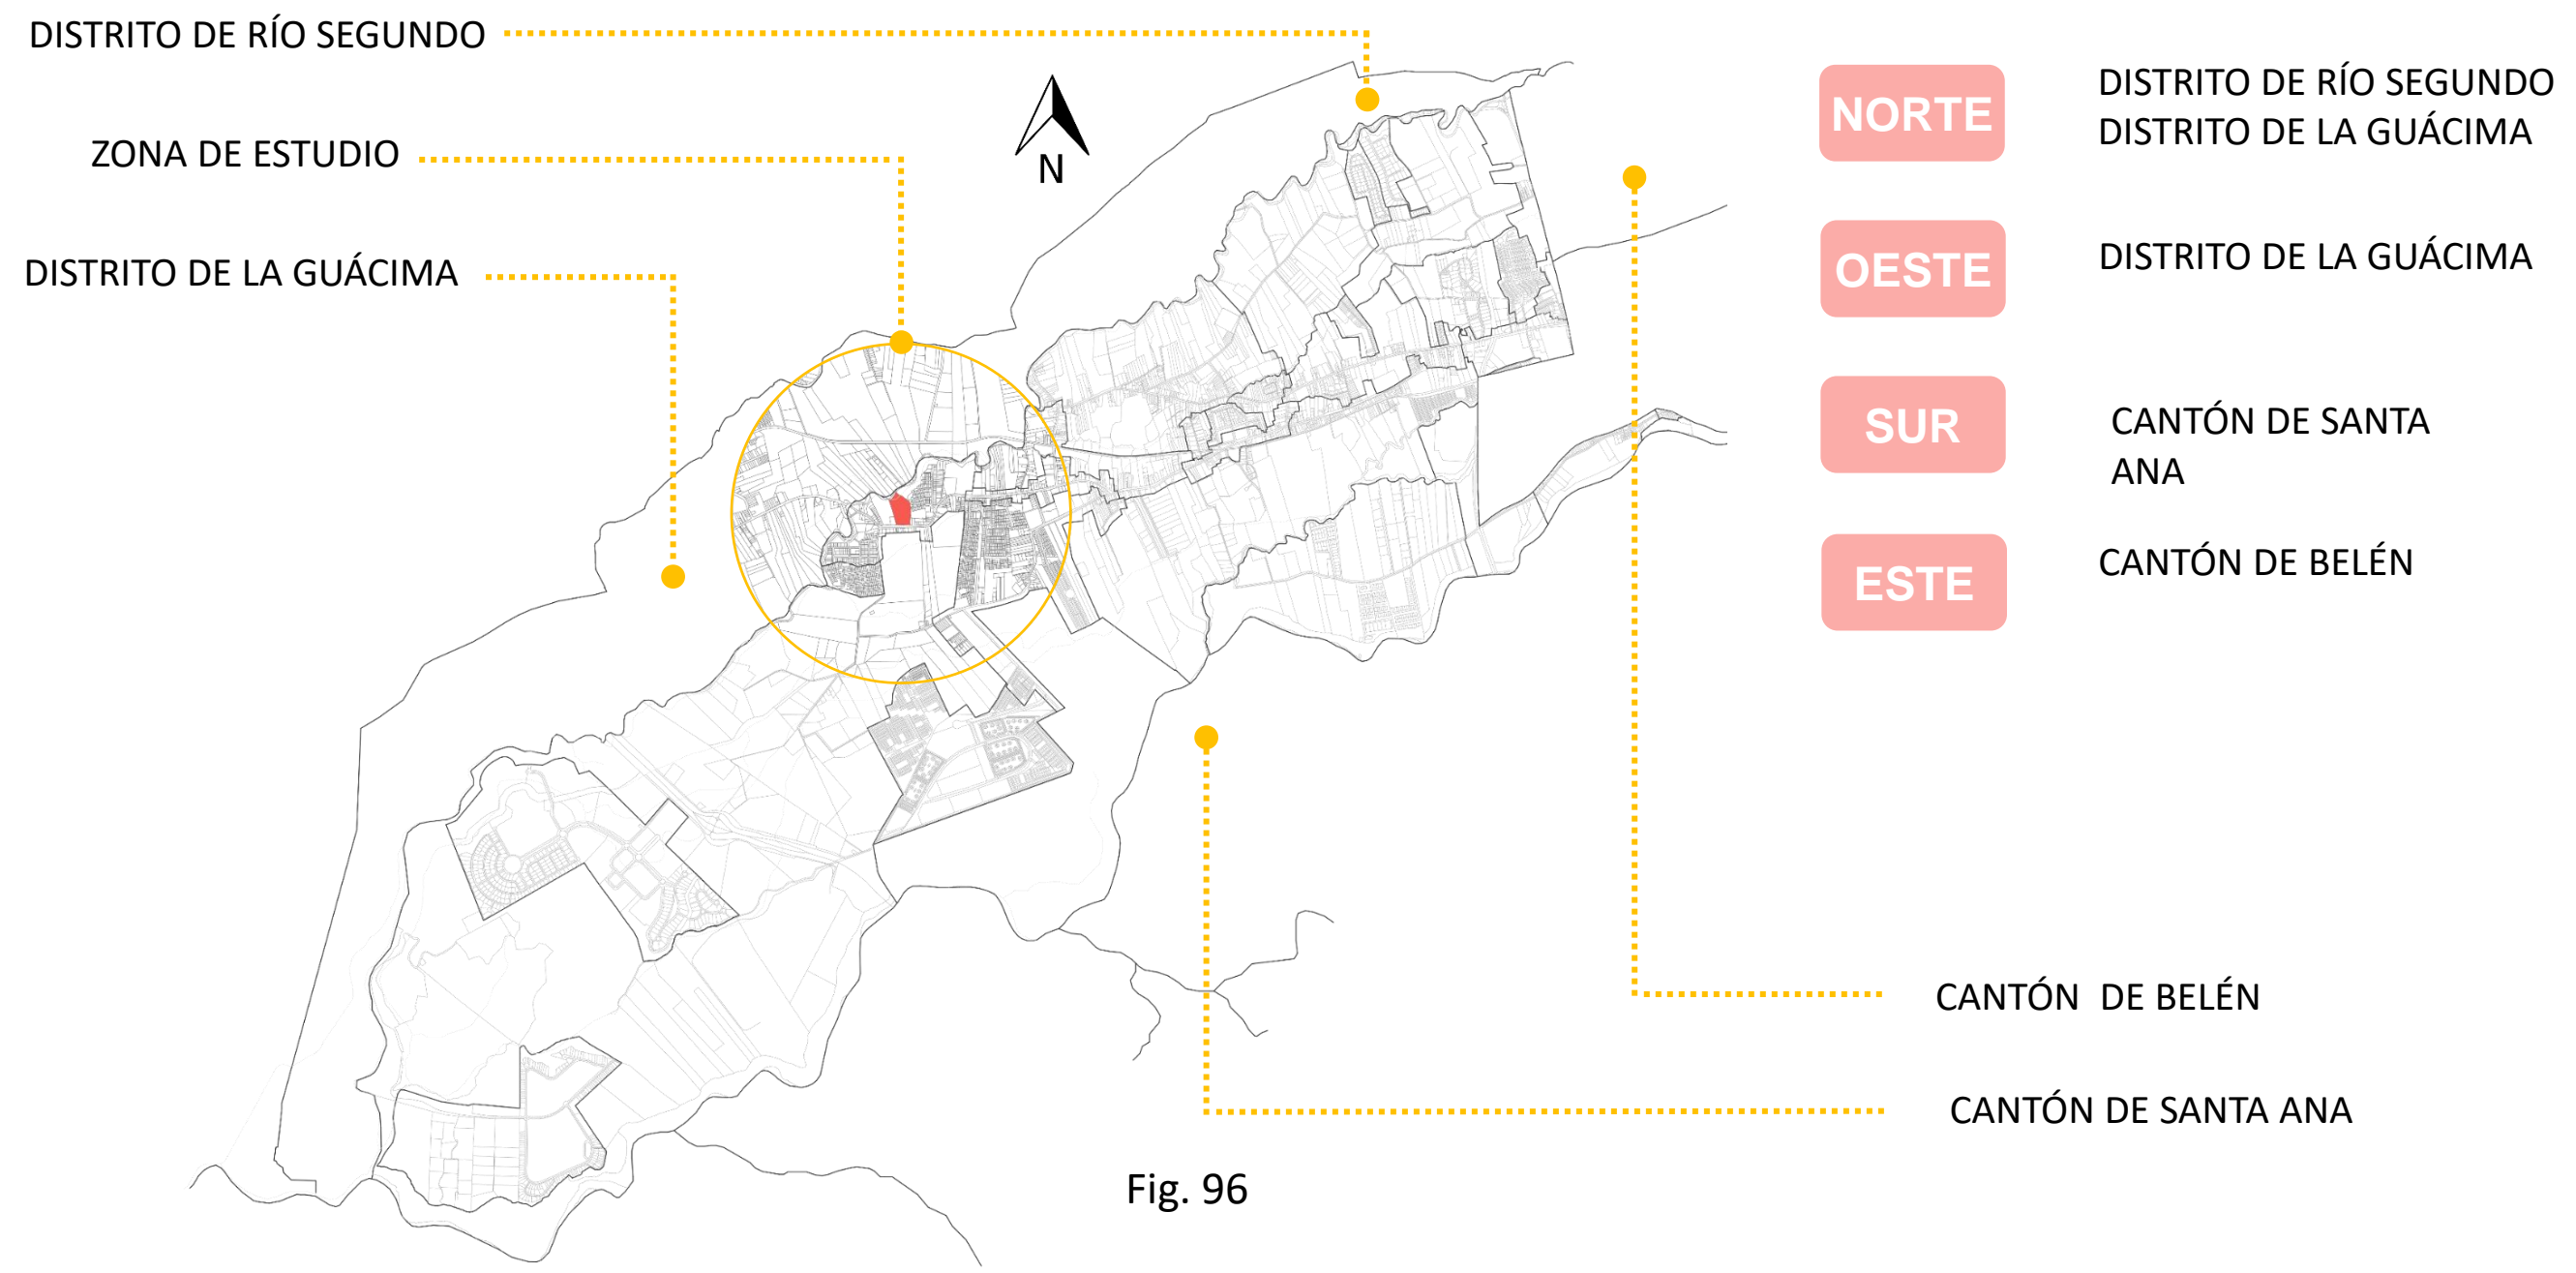 DISTRITO DE RÍO SEGUNDO
ZONA DE ESTUDIO
DISTRITO DE LA GUÁCIMA
N
NORTE
DISTRITO DE RÍO SEGUNDO
DISTRITO DE LA GUÁCIMA
OESTE
DISTRITO DE LA GUÁCIMA
SUR
CANTÓN DE SANTA
ANA
ESTE
CANTÓN DE BELÉN
CANTÓN  DE BELÉN
CANTÓN DE SANTA ANA
Fig. 96